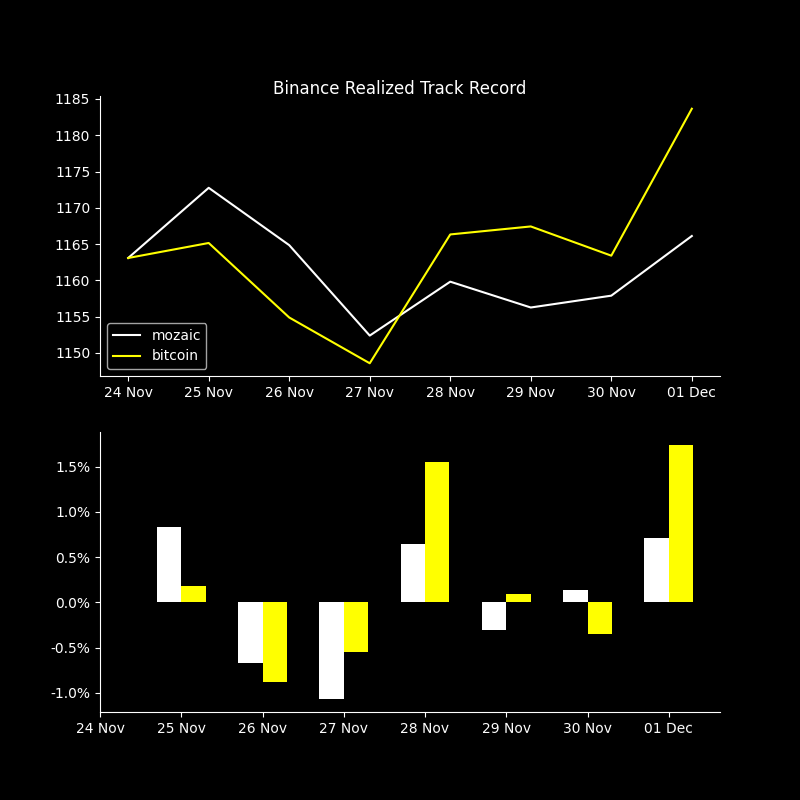 Binance Realized Track Record
1185
1180
1175
1170
1165
1160
1155
1150
mozaic
bitcoin
24 Nov 25 Nov 26 Nov 27 Nov 28 Nov 29 Nov 30 Nov 01 Dec
1.5%
1.0%
0.5%
0.0%
-0.5%
-1.0%
24 Nov 25 Nov 26 Nov 27 Nov 28 Nov 29 Nov 30 Nov 01 Dec